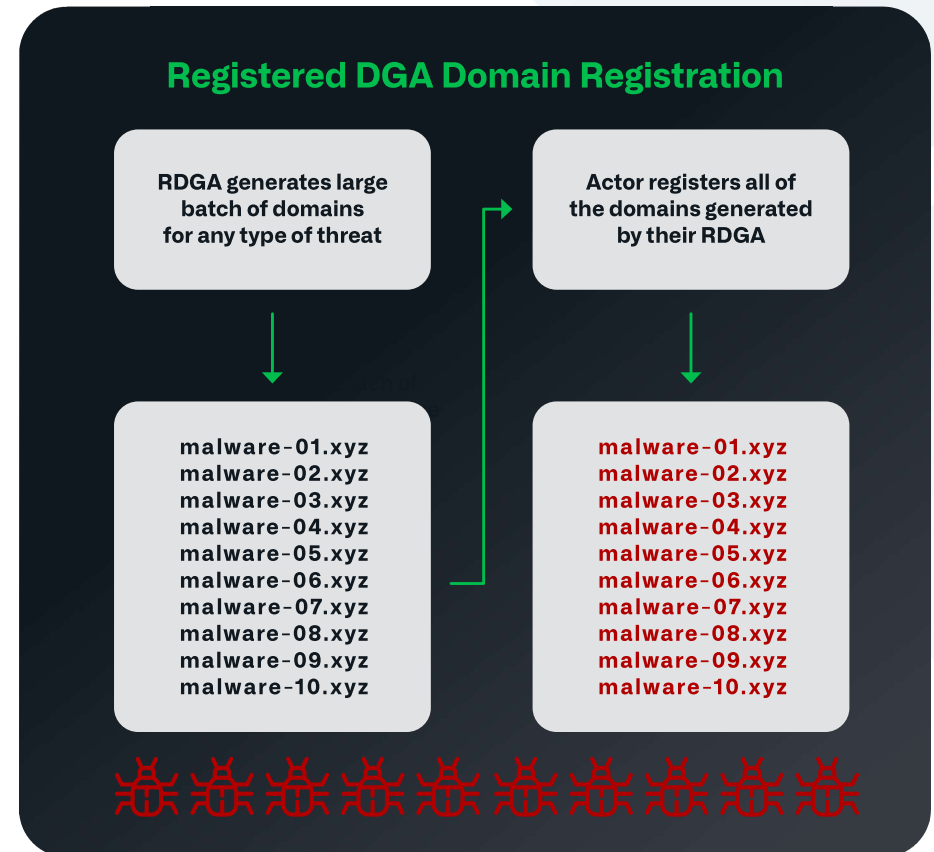 Registered DGA Domain Registration
RDGA generates large
batch of domains
for any type of threat
malware-01.xyz
malware-02.xyz
malware-03.xyz
malware-04.xyz
malware-05.xyz
malware-06.xyz
malware-07.xyz
malware-08.xyz
malware-09.xyz
malware-10.xyz
Actor registers all of
the domains generated
by their RDGA
malware-01.xyz
malware-02.xyz
malware-03.xyz
malware-04.xyz
malware-05.xyz
malware-06.xyz
malware-07.xyz
malware-08.xyz
malware-09.xyz
malware-10.xyz